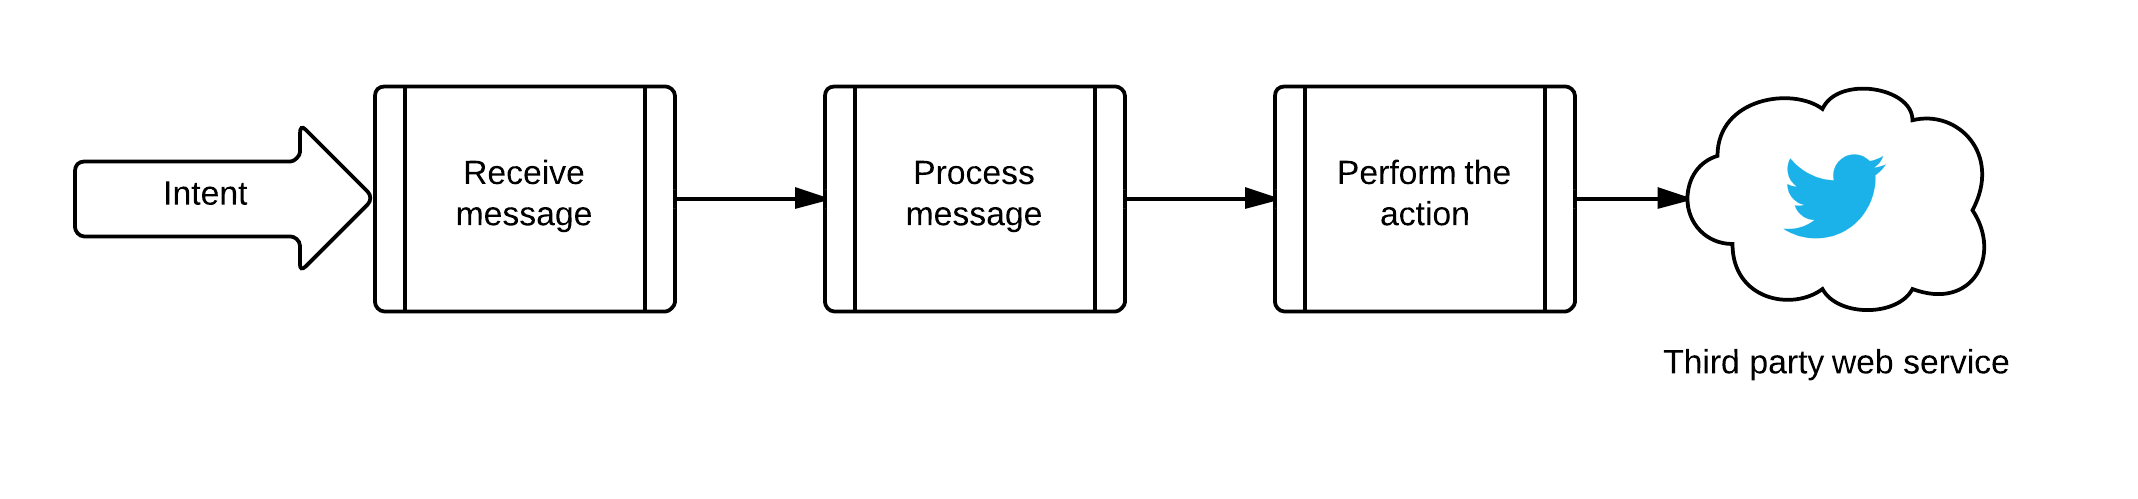 Intent
Receive
message
Process
message
Perform the
action
Third party web service